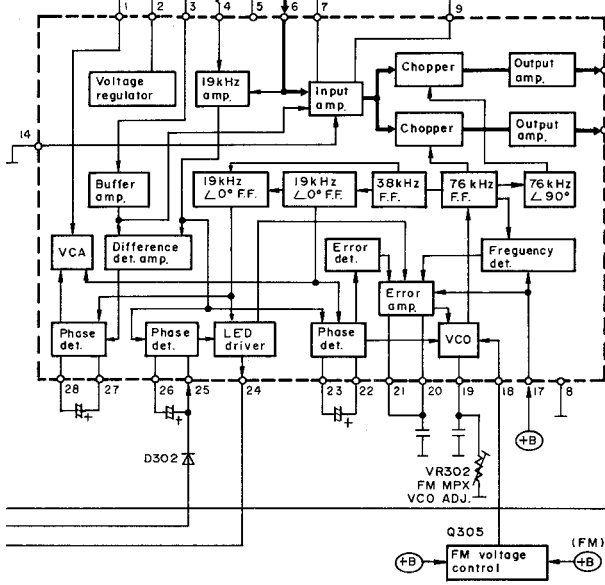 1 2 3 4 5 6 7 9
Voltage
regulator
19kHz
amp.
Input
amp.
Chopper
Output
amp.
14
Chopper
Output
amp.
Buffer
amp.
19kHz
∠0° F.F.
19kHz
∠0° F.F.
38kHz
F.F.
76kHz
F.F.
76kHz
∠90°
VCA
Difference
det. amp.
Error
det.
Freguency
det.
Error
amp.
Phase
det.
Phase
det.
LED
driver
Phase
det.
VCO
28 27 26 25 24 23 22 21 20 19 18 17 8
+ + +
+B
D302
VR302
FM MPX
VCO ADJ.
Q305
(FM)
+B
FM voltage
control
+B